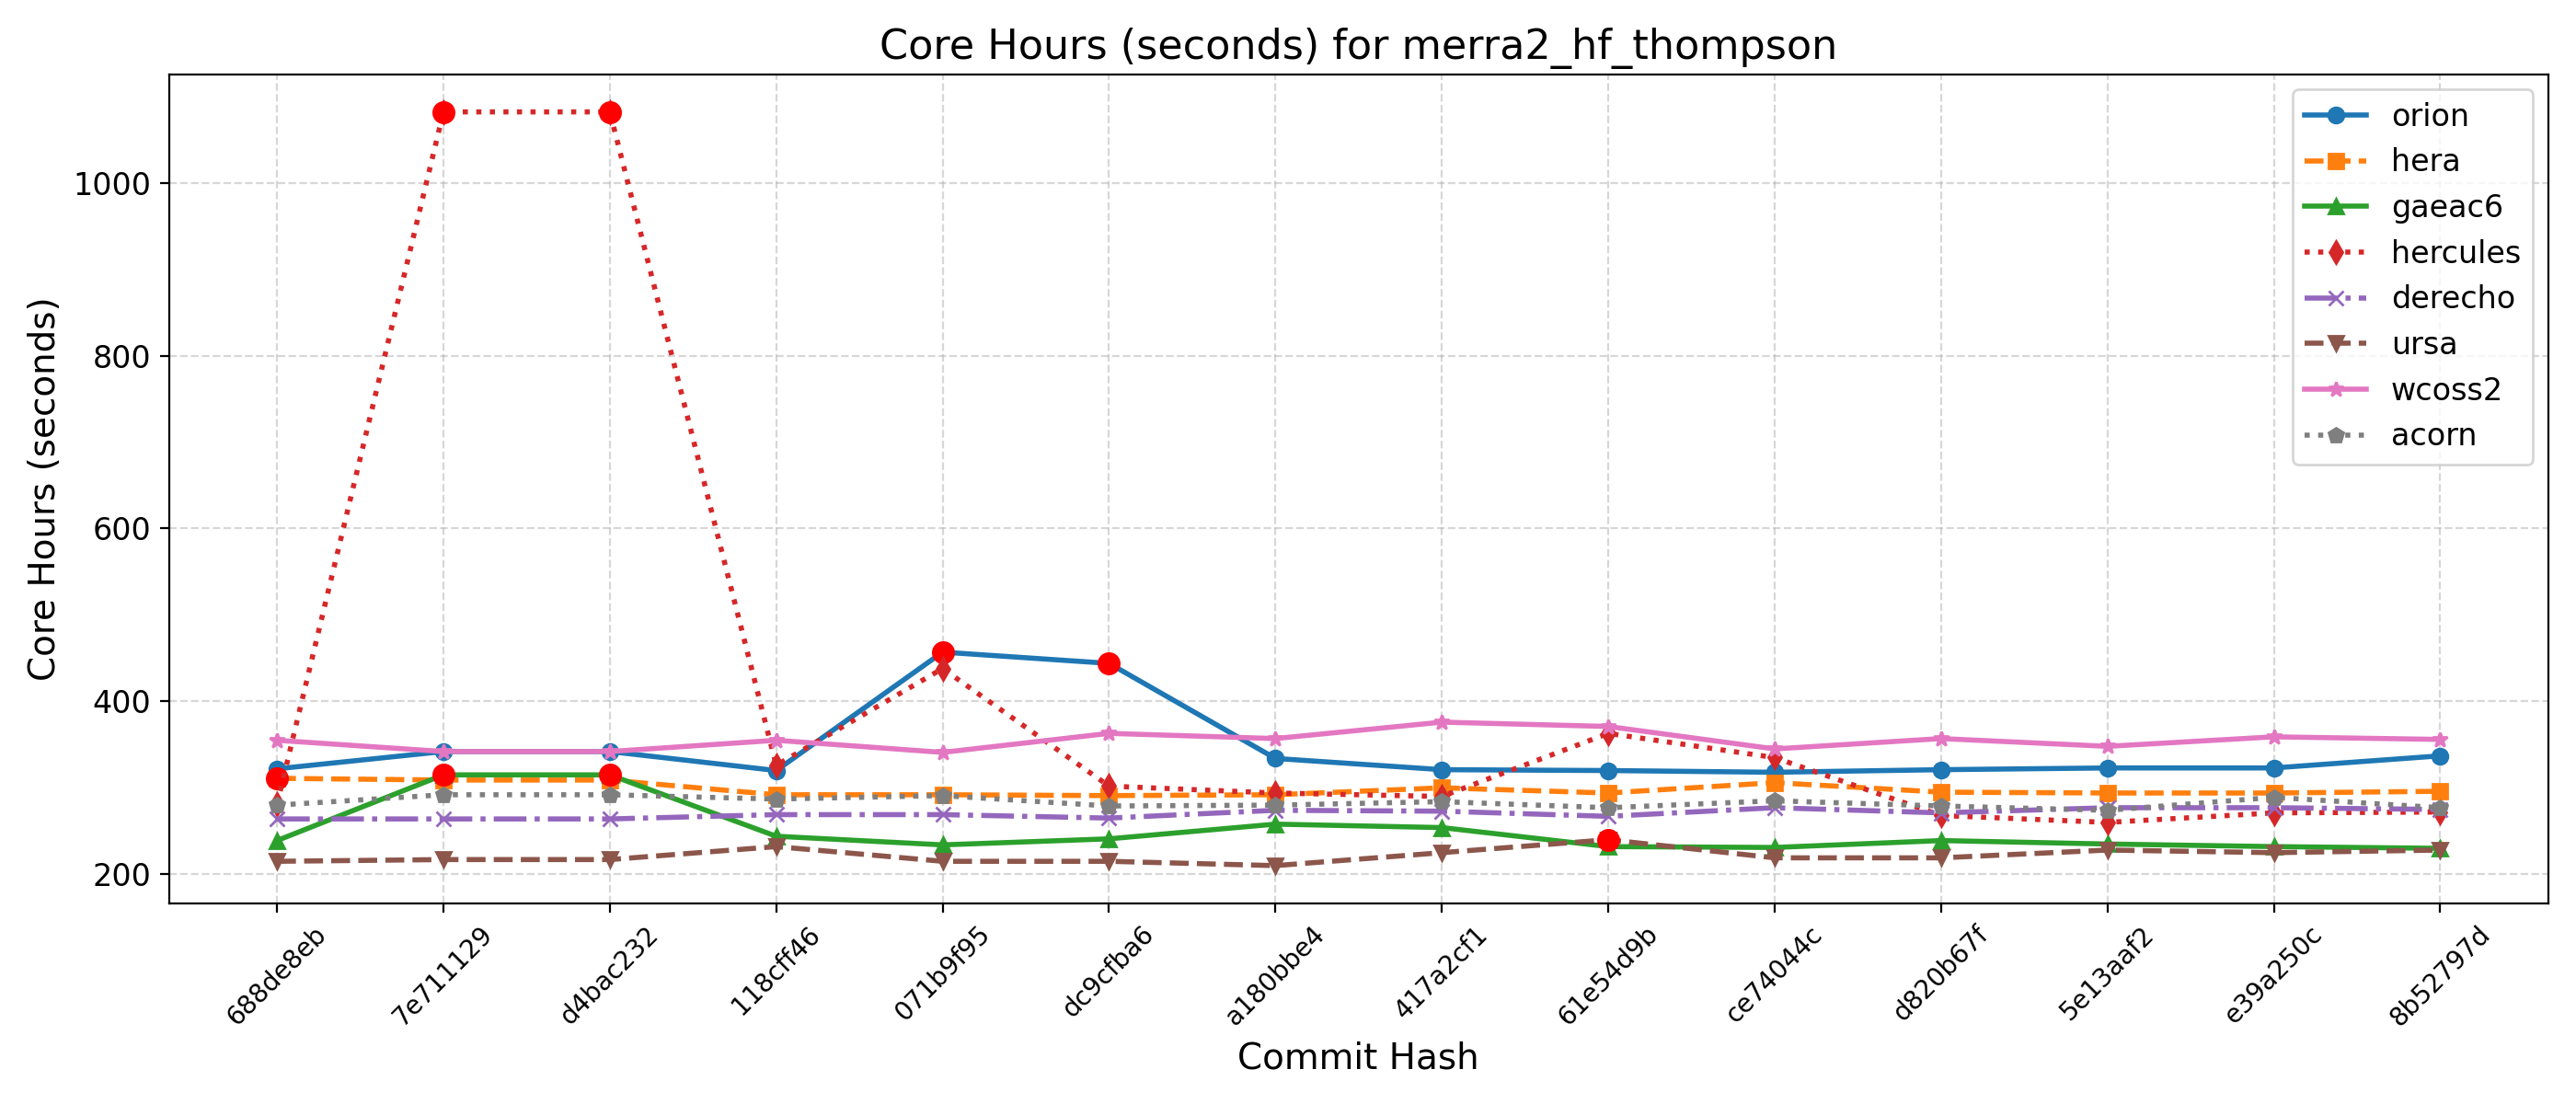 Core Hours (seconds) for merra2_hf_thompson
Core Hours (seconds)
1000
800
600
400
200
orion
hera
gaeac6
hercules
derecho
ursa
wcoss2
acorn
688de8eb
7e711129
d4bac232
118cff46
071b9f95
dc9cfba6
a180bbe4
417a2cf1
61e54d9b
ce74044c
d820b67f
5e13aaf2
e39a250c
8b52797d
Commit Hash